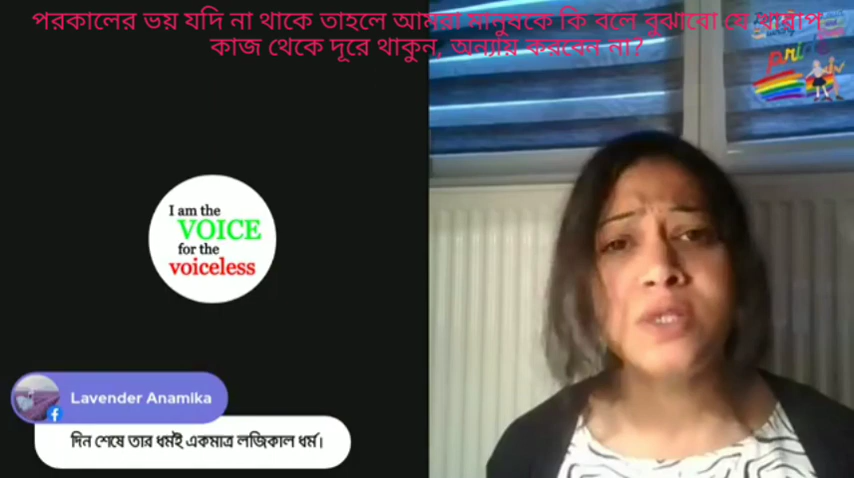 পরকালের ভয় যদি না থাকে তাহলে আমরা মানুষকে কি বলে বুঝাবো যে খারাপ
কাজ থেকে দূরে থাকুন, অন্যায় করবেন না?
pride
I am the
VOICE
for the
voiceless
Lavender Anamika
দিন শেষে তার ধর্মই একমাত্র লজিকাল ধর্ম।